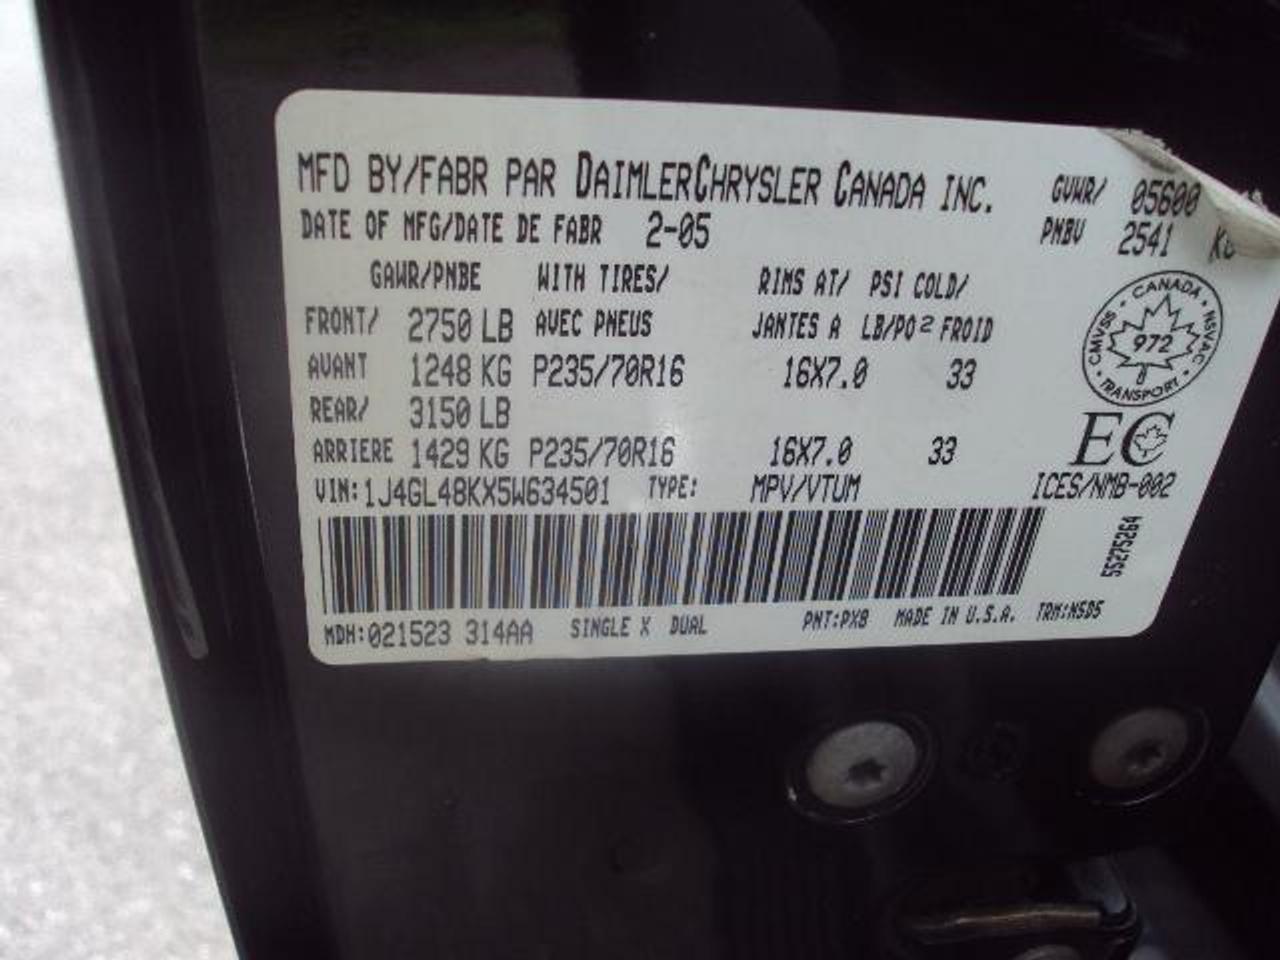 MFD BY/FABR PAR DAIMLERCHRYSLER CANADA INC. GVWR/ 05600
DATE OF MFG/DATE DE FABR 2-05 PNBV 2541 KG
GAWR/PNBE WITH TIRES/ RIMS AT/ PSI COLD/
FRONT/ 2750 LB AVEC PNEUS JANTES A LB/PO² FROID
AVANT 1248 KG P235/70R16 16X7.0 33
REAR/ 3150 LB
ARRIERE 1429 KG P235/70R16 16X7.0 33
CANADA
CMVSS NSVAC
972
8
TRANSPORT
EC
VIN: 1J4GL48KX5W634501 TYPE: MPV/VTUM ICES/NMB-002
55275264
MDH: 021523 314AA SINGLE X DUAL PNT: PX8 MADE IN U.S.A. TRM: N5D5